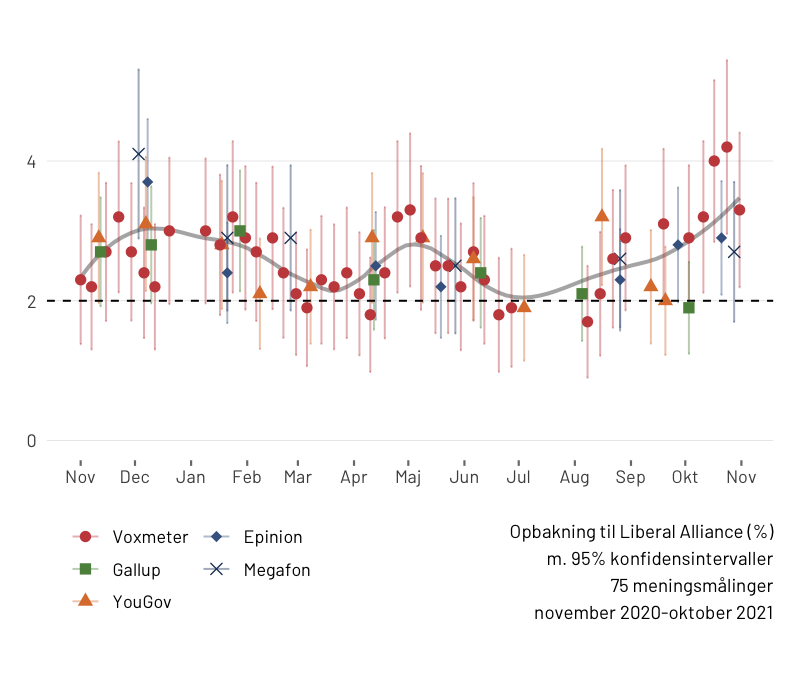 4
2
0
Nov Dec Jan Feb Mar Apr Maj Jun Jul Aug Sep Okt Nov
Voxmeter Epinion
Gallup Megafon
YouGov
Opbakning til Liberal Alliance (%)
m. 95% konfidensintervaller
75 meningsmålinger
november 2020-oktober 2021